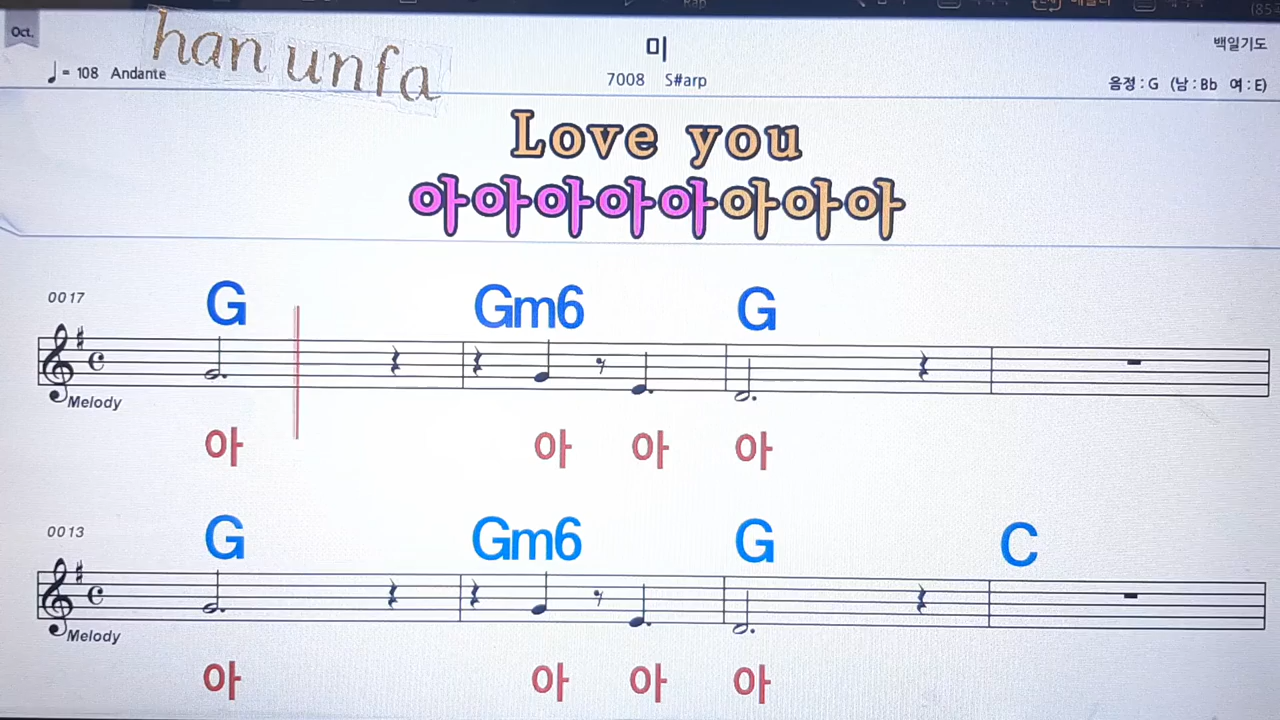 Rap
Oct.
han unfa
미
백일기도
♩ = 108 Andante
7008 S#arp
음정 : G (남 : Bb 여 : E)
Love you
아아아아아아아아
0017
G Gm6 G
Melody
아 아 아 아
0013
G Gm6 G C
Melody
아 아 아 아